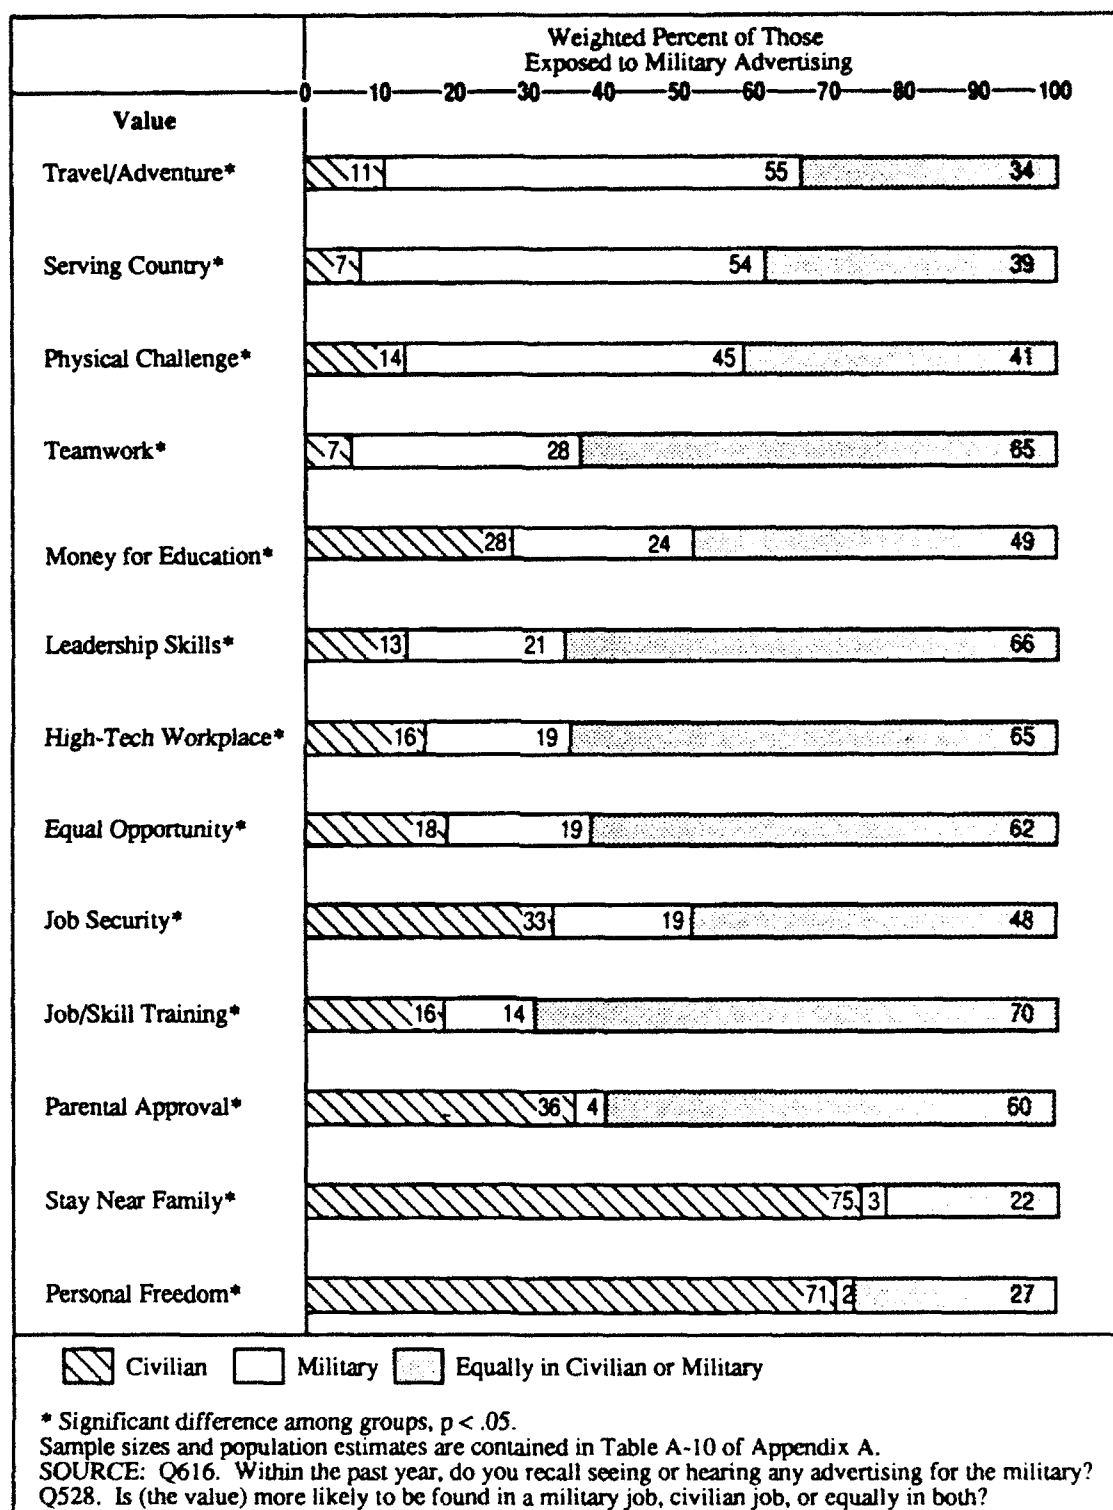 Weighted Percent of Those
Exposed to Military Advertising
0 10 20 30 40 50 60 70 80 90 100
Value
Travel/Adventure* 11 55 34
Serving Country* 7 54 39
Physical Challenge* 14 45 41
Teamwork* 7 28 65
Money for Education* 28 24 49
Leadership Skills* 13 21 66
High-Tech Workplace* 16 19 65
Equal Opportunity* 18 19 62
Job Security* 33 19 48
Job/Skill Training* 16 14 70
Parental Approval* 36 4 60
Stay Near Family* 75 3 22
Personal Freedom* 71 2 27
Civilian Military Equally in Civilian or Military
* Significant difference among groups, p < .05.
Sample sizes and population estimates are contained in Table A-10 of Appendix A.
SOURCE: Q616. Within the past year, do you recall seeing or hearing any advertising for the military?
Q528. Is (the value) more likely to be found in a military job, civilian job, or equally in both?